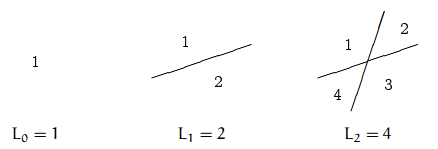 1
1
2
1
2
3
4
L₀ = 1
L₁ = 2
L₂ = 4